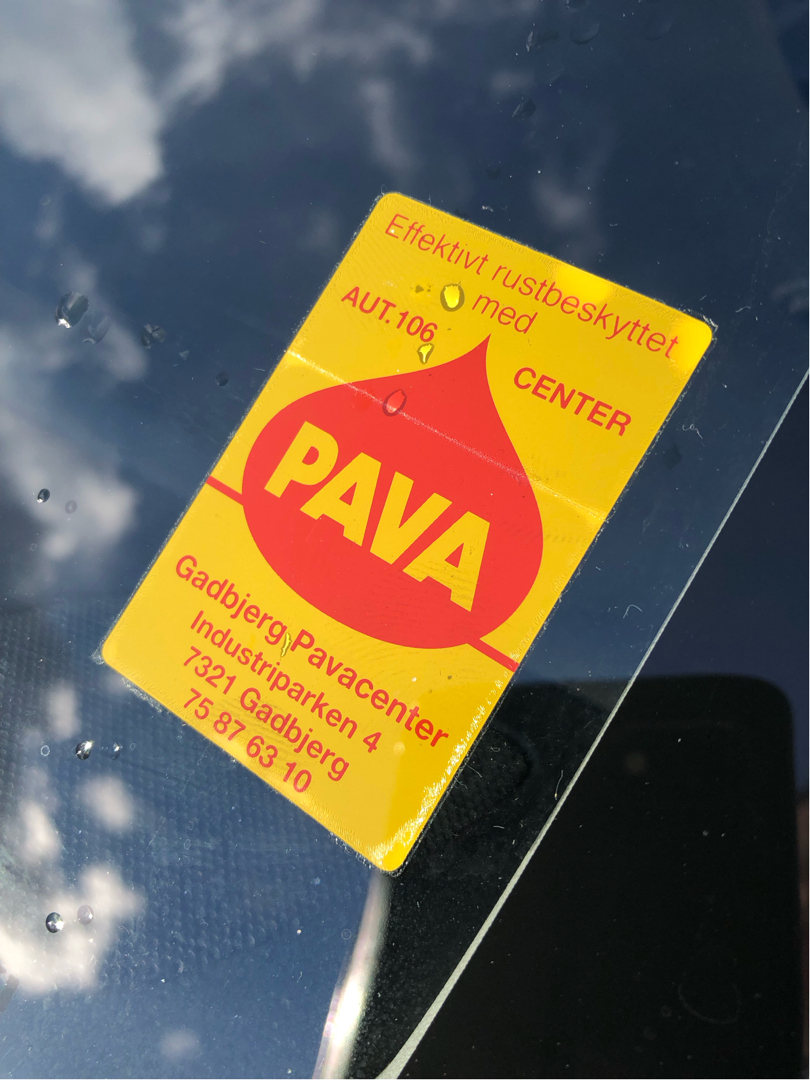 Effektivt rustbeskyttet
med
AUT.106
CENTER
PAVA
Gadbjerg Pavacenter
Industriparken 4
7321 Gadbjerg
75 87 63 10